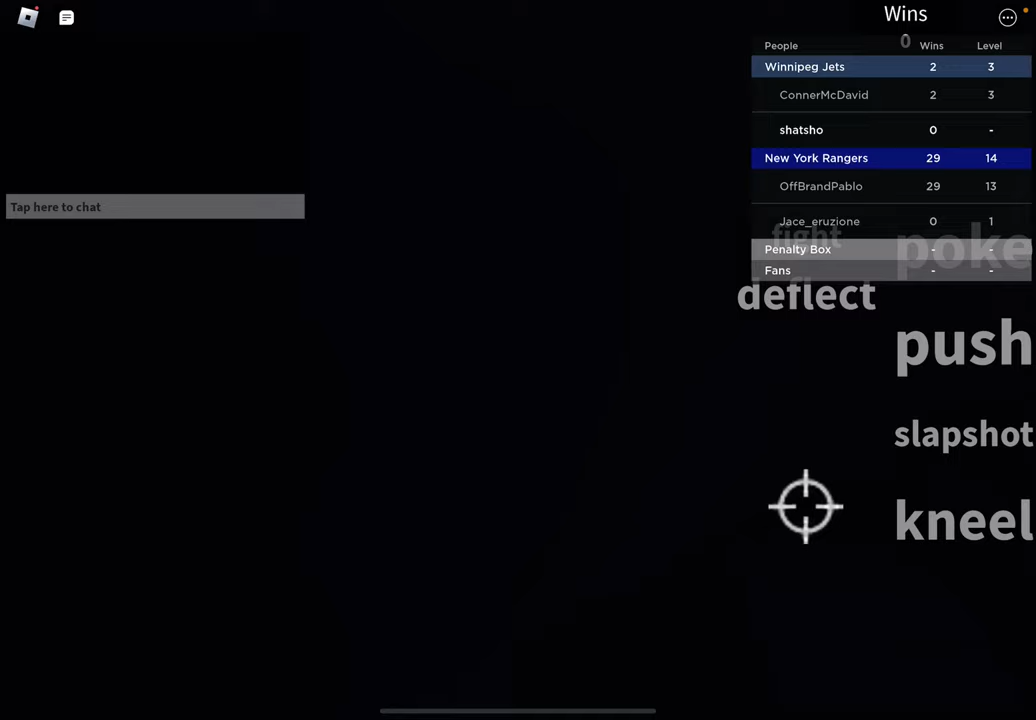 Wins
0
People Wins Level
Winnipeg Jets 2 3
ConnerMcDavid 2 3
shatsho 0 -
New York Rangers 29 14
OffBrandPablo 29 13
Jace_eruzione 0 1
Penalty Box - -
Fans - -
Tap here to chat
fight
poke
deflect
push
slapshot
kneel